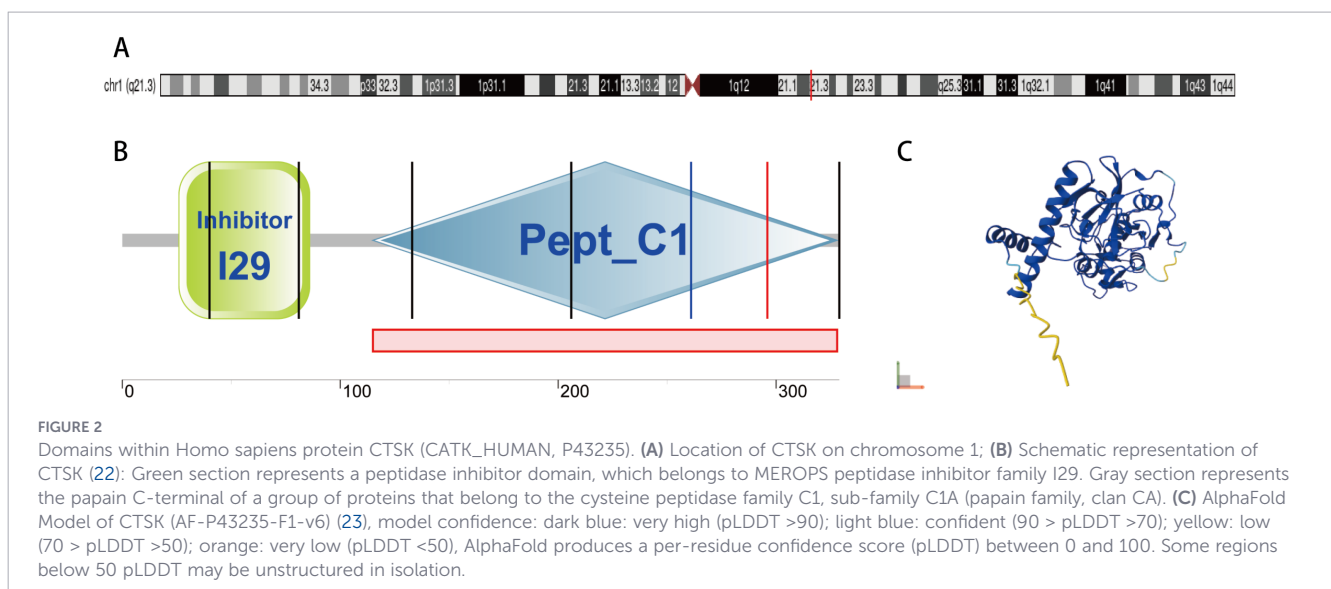 A
chr1 (q21.3) 34.3 p33 32.3 1p31.3 1p31.1 21.3 21.1 13.3 13.2 12 1q12 21.1 21.3 23.3 q25.3 31.1 31.3 1q32.1 1q41 1q43 1q44
B
C
Inhibitor
I29
Pept_C1
0 100 200 300
FIGURE 2
Domains within Homo sapiens protein CTSK (CATK_HUMAN, P43235). (A) Location of CTSK on chromosome 1; (B) Schematic representation of
CTSK (22): Green section represents a peptidase inhibitor domain, which belongs to MEROPS peptidase inhibitor family I29. Gray section represents
the papain C-terminal of a group of proteins that belong to the cysteine peptidase family C1, sub-family C1A (papain family, clan CA). (C) AlphaFold
Model of CTSK (AF-P43235-F1-v6) (23), model confidence: dark blue: very high (pLDDT >90); light blue: confident (90 > pLDDT >70); yellow: low
(70 > pLDDT >50); orange: very low (pLDDT <50), AlphaFold produces a per-residue confidence score (pLDDT) between 0 and 100. Some regions
below 50 pLDDT may be unstructured in isolation.